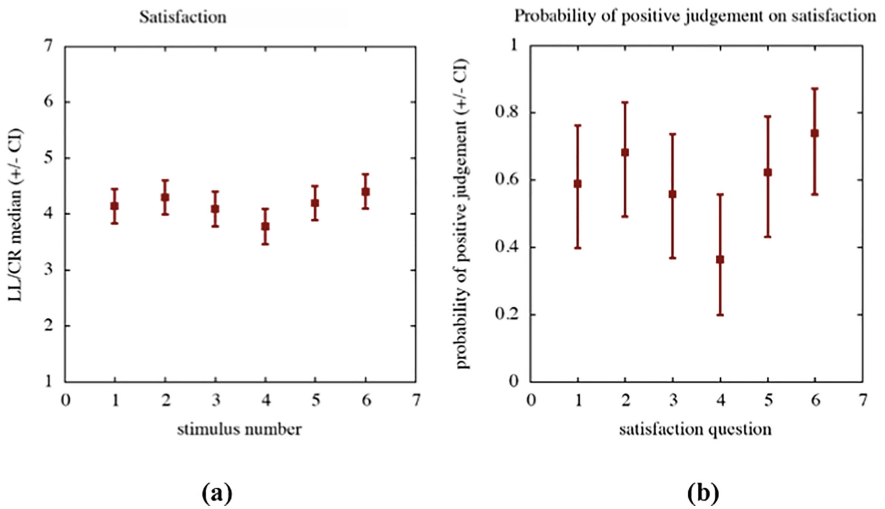 Satisfaction
7
6
5
4
3
2
1
0 1 2 3 4 5 6 7
LL/CR median (+/- CI)
stimulus number
(a)
Probability of positive judgement on satisfaction
1
0.8
0.6
0.4
0.2
0
0 1 2 3 4 5 6 7
probability of positive judgement (+/- CI)
satisfaction question
(b)